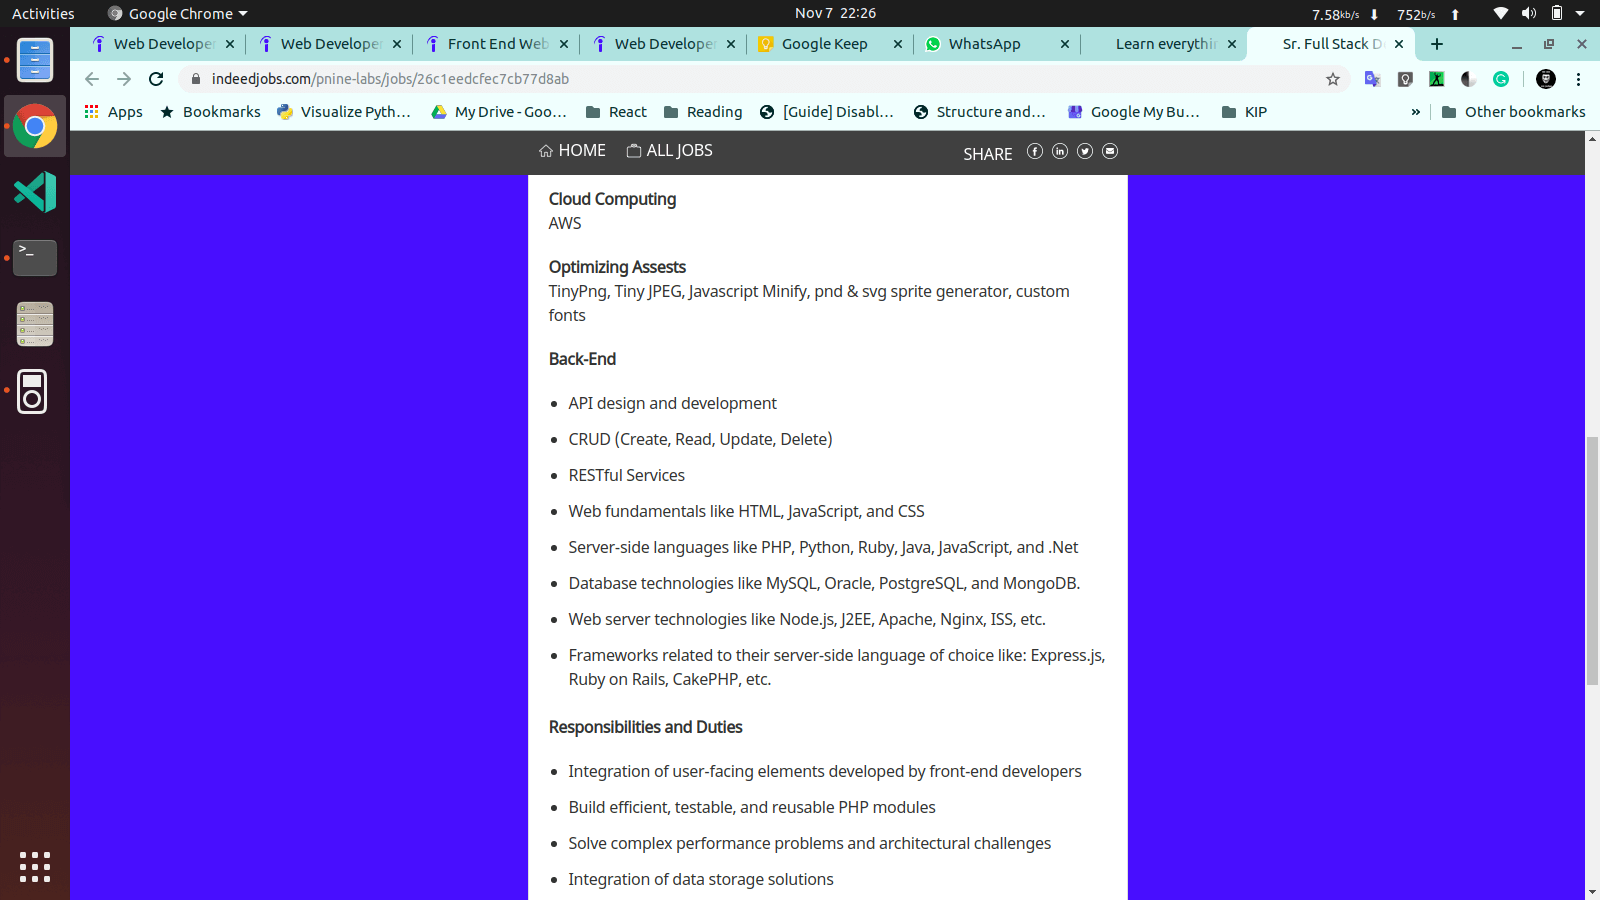 Activities
Google Chrome
Nov 7 22:26
7.58kb/s
752b/s
Web Developer
Web Developer
Front End Web
Web Developer
Google Keep
WhatsApp
Learn everythin
Sr. Full Stack D
indeedjobs.com/pnine-labs/jobs/26c1eedcfec7cb77d8ab
Apps
Bookmarks
Visualize Pyth...
My Drive - Goo...
React
Reading
[Guide] Disabl...
Structure and...
Google My Bu...
KIP
»
Other bookmarks
HOME
ALL JOBS
SHARE
Cloud Computing
AWS
Optimizing Assests
TinyPng, Tiny JPEG, Javascript Minify, pnd & svg sprite generator, custom
fonts
Back-End
• API design and development
• CRUD (Create, Read, Update, Delete)
• RESTful Services
• Web fundamentals like HTML, JavaScript, and CSS
• Server-side languages like PHP, Python, Ruby, Java, JavaScript, and .Net
• Database technologies like MySQL, Oracle, PostgreSQL, and MongoDB.
• Web server technologies like Node.js, J2EE, Apache, Nginx, ISS, etc.
• Frameworks related to their server-side language of choice like: Express.js,
Ruby on Rails, CakePHP, etc.
Responsibilities and Duties
• Integration of user-facing elements developed by front-end developers
• Build efficient, testable, and reusable PHP modules
• Solve complex performance problems and architectural challenges
• Integration of data storage solutions